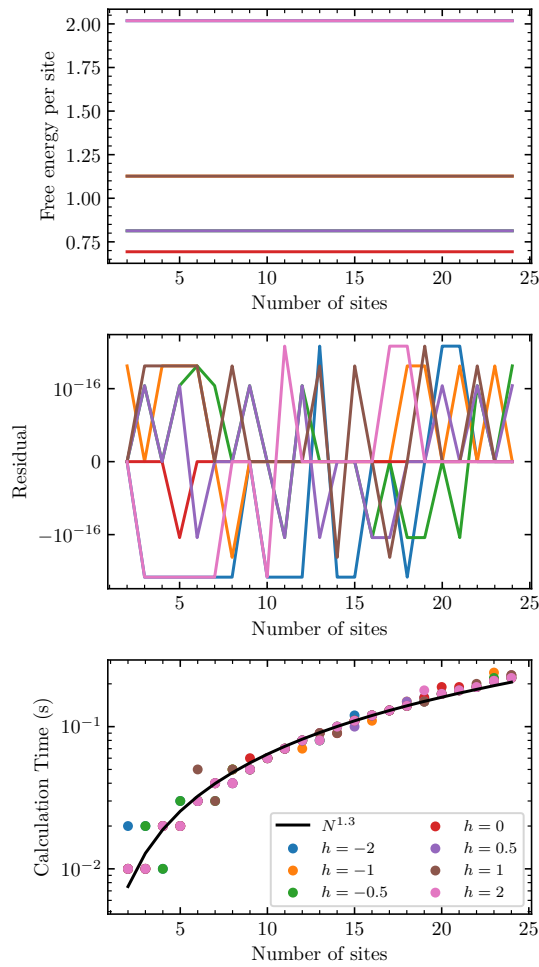 2.00
1.75
1.50
1.25
1.00
0.75
Free energy per site
5 10 15 20 25
Number of sites
10^{-16}
0
−10^{-16}
Residual
5 10 15 20 25
Number of sites
10^{-1}
10^{-2}
Calculation Time (s)
N^{1.3}
h = −2
h = −1
h = −0.5
h = 0
h = 0.5
h = 1
h = 2
5 10 15 20 25
Number of sites